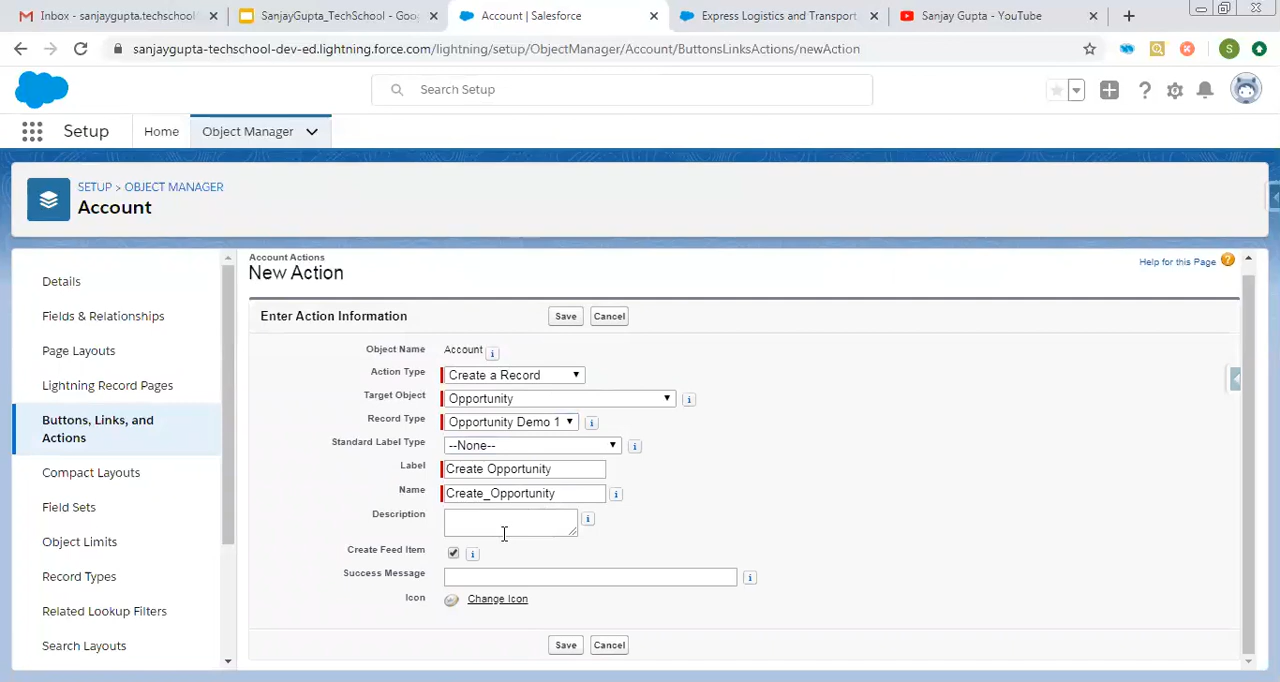 Inbox - sanjaygupta.techschool
SanjayGupta_TechSchool - Goo
Account | Salesforce
Express Logistics and Transport
Sanjay Gupta - YouTube
sanjaygupta-techschool-dev-ed.lightning.force.com/lightning/setup/ObjectManager/Account/ButtonsLinksActions/newAction
S
Search Setup
Setup
Home
Object Manager
SETUP > OBJECT MANAGER
Account
Details
Fields & Relationships
Page Layouts
Lightning Record Pages
Buttons, Links, and
Actions
Compact Layouts
Field Sets
Object Limits
Record Types
Related Lookup Filters
Search Layouts
Account Actions
New Action
Help for this Page
Enter Action Information
Save
Cancel
Object Name Account
Action Type Create a Record
Target Object Opportunity
Record Type Opportunity Demo 1
Standard Label Type --None--
Label Create Opportunity
Name Create_Opportunity
Description
Create Feed Item
Success Message
Icon Change Icon
Save
Cancel